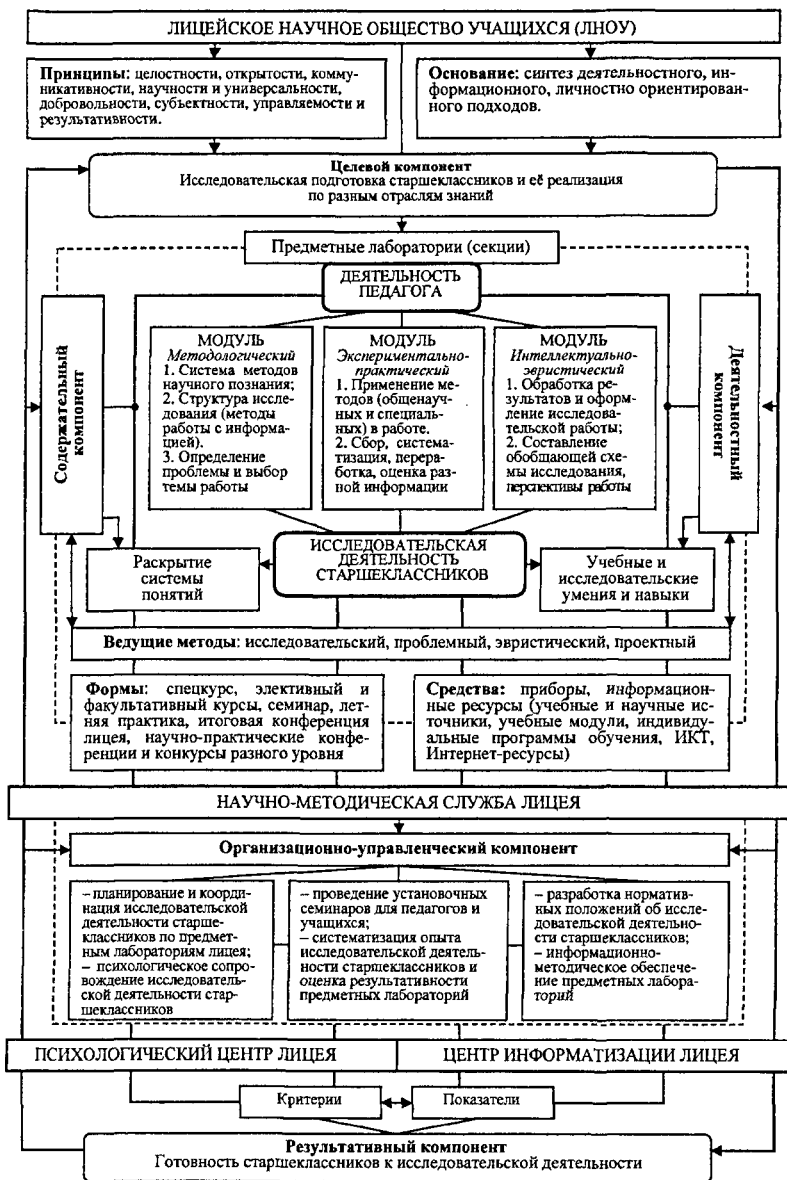 ЛИЦЕЙСКОЕ НАУЧНОЕ ОБЩЕСТВО УЧАЩИХСЯ (ЛНОУ)
Принципы: целостности, открытости, комму-
никативности, научности и универсальности,
добровольности, субъектности, управляемости и
результативности.
Основание: синтез деятельностного, ин-
формационного, личностно ориентирован-
ного подходов.
Целевой компонент
Исследовательская подготовка старшеклассников и её реализация
по разным отраслям знаний
Предметные лаборатории (секции)
ДЕЯТЕЛЬНОСТЬ
ПЕДАГОГА
Содержательный
компонент
МОДУЛЬ
Методологический
1. Система методов
научного познания;
2. Структура иссле-
дования (методы
работы с информа-
цией).
3. Определение
проблемы и выбор
темы работы
МОДУЛЬ
Экспериментально-
практический
1. Применение ме-
тодов (общенауч-
ных и специаль-
ных) в работе.
2. Сбор, система-
тизация, перера-
ботка, оценка раз-
ной информации
МОДУЛЬ
Интеллектуально-
эвристический
1. Обработка ре-
зультатов и оформ-
ление исследова-
тельской работы;
2. Составление
обобщающей схе-
мы исследования,
перспективы работы
Деятельностный
компонент
Раскрытие
системы
понятий
ИССЛЕДОВАТЕЛЬСКАЯ
ДЕЯТЕЛЬНОСТЬ
СТАРШЕКЛАССНИКОВ
Учебные и
исследовательские
умения и навыки
Ведущие методы: исследовательский, проблемный, эвристический, проектный
Формы: спецкурс, элективный и
факультативный курсы, семинар, лет-
няя практика, итоговая конференция
лицея, научно-практические конфе-
ренции и конкурсы разного уровня
Средства: приборы, информацион-
ные ресурсы (учебные и научные ис-
точники, учебные модули, индивиду-
альные программы обучения, ИКТ,
Интернет-ресурсы)
НАУЧНО-МЕТОДИЧЕСКАЯ СЛУЖБА ЛИЦЕЯ
Организационно-управленческий компонент
– планирование и коорди-
нация исследовательской
деятельности старше-
классников по предмет-
ным лабораториям лицея;
– психологическое сопро-
вождение исследователь-
ской деятельности стар-
шеклассников
– проведение установочных
семинаров для педагогов и
учащихся;
– систематизация опыта
исследовательской деятель-
ности старшеклассников и
оценка результативности
предметных лабораторий
– разработка норматив-
ных положений об иссле-
довательской деятельно-
сти старшеклассников;
– информационно-
методическое обеспече-
ние предметных лабора-
торий
ПСИХОЛОГИЧЕСКИЙ ЦЕНТР ЛИЦЕЯ
ЦЕНТР ИНФОРМАТИЗАЦИИ ЛИЦЕЯ
Критерии
Показатели
Результативный компонент
Готовность старшеклассников к исследовательской деятельности